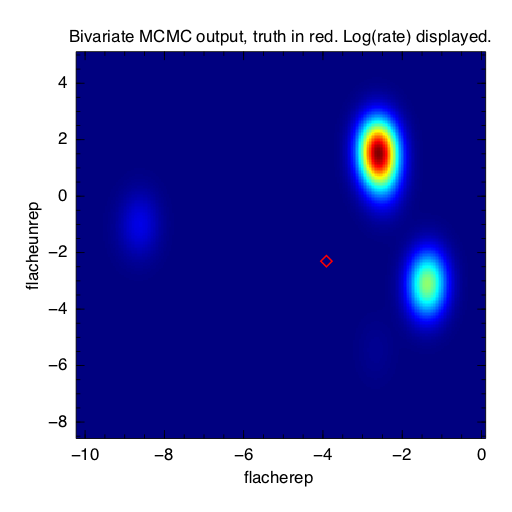 Bivariate MCMC output, truth in red. Log(rate) displayed.
4
2
0
−2
−4
−6
−8
flacheunrep
−10 −8 −6 −4 −2 0
flacherep